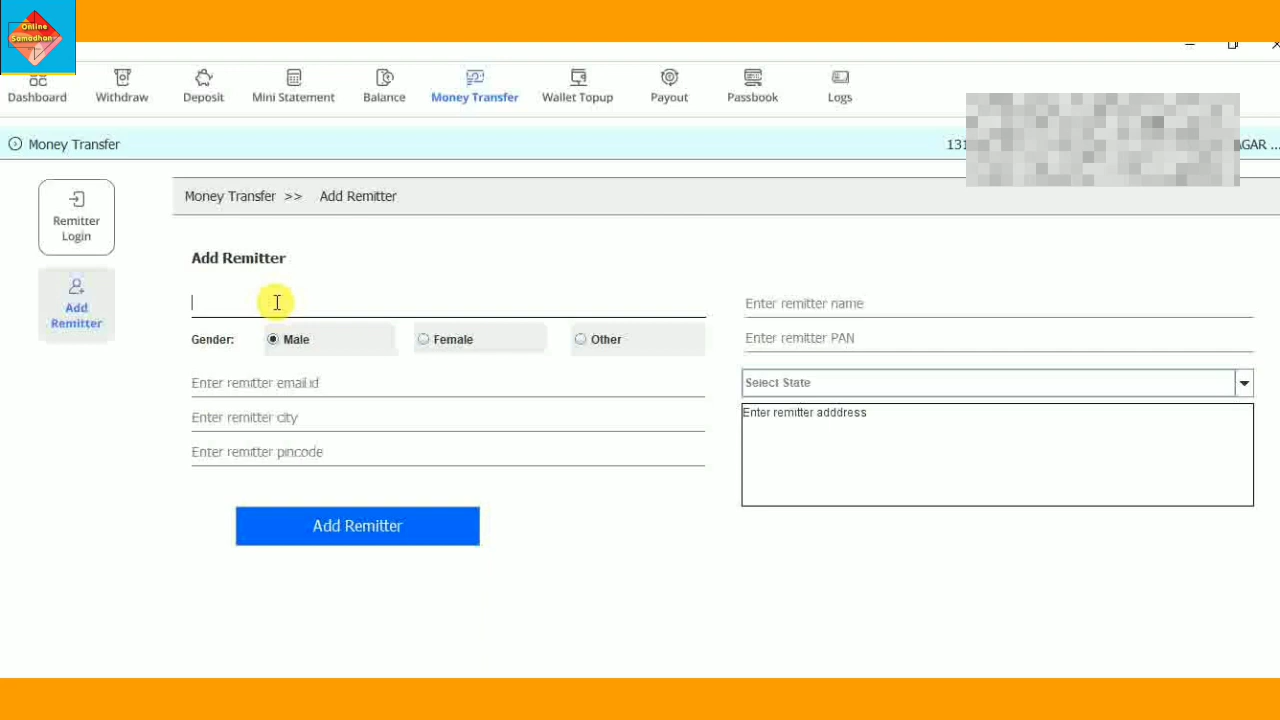 Online
Samadhan
Dashboard
Withdraw
Deposit
Mini Statement
Balance
Money Transfer
Wallet Topup
Payout
Passbook
Logs
Money Transfer
131
AGAR ...
Remitter
Login
Money Transfer >> Add Remitter
Add
Remitter
Add Remitter
Enter remitter name
Gender: Male Female Other
Enter remitter PAN
Enter remitter email id
Select State
Enter remitter city
Enter remitter adddress
Enter remitter pincode
Add Remitter